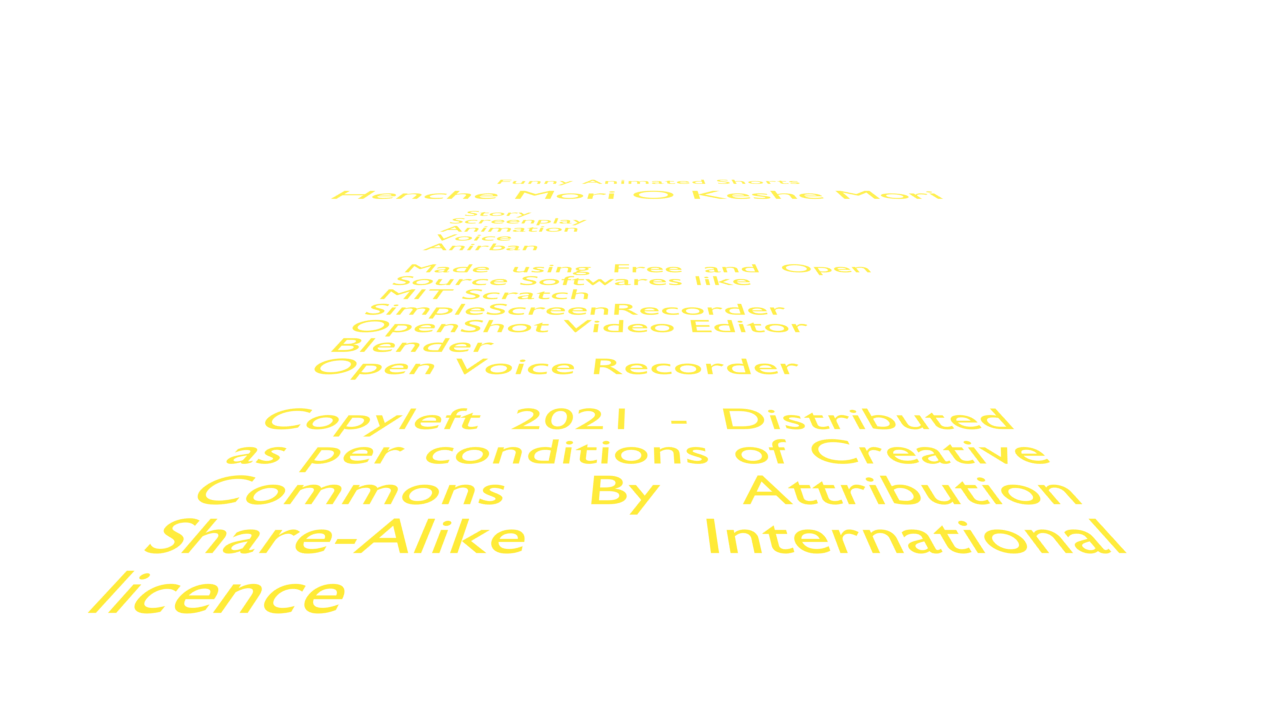 Funny Animated Shorts
Henche Mori O Keshe Mori
Story
Screenplay
Animation
Voice
Anirban
Made using Free and Open
Source Softwares like
MIT Scratch
SimpleScreenRecorder
OpenShot Video Editor
Blender
Open Voice Recorder
Copyleft 2021 - Distributed
as per conditions of Creative
Commons By Attribution
Share-Alike International
licence